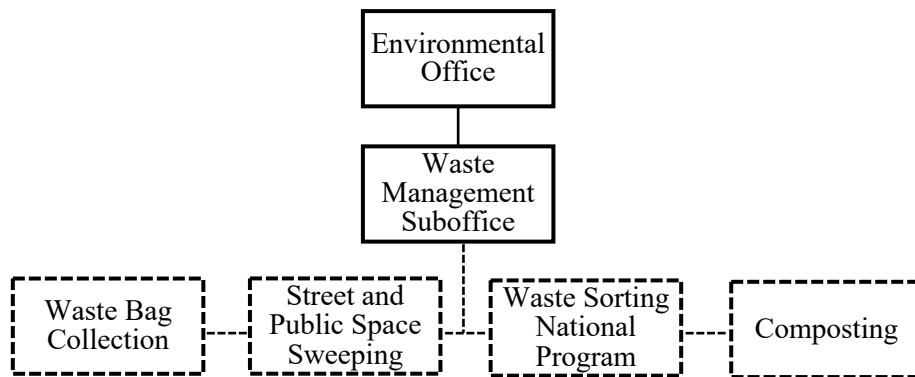 Environmental
Office
Waste
Management
Suboffice
Waste Bag
Collection
Street and
Public Space
Sweeping
Waste Sorting
National
Program
Composting